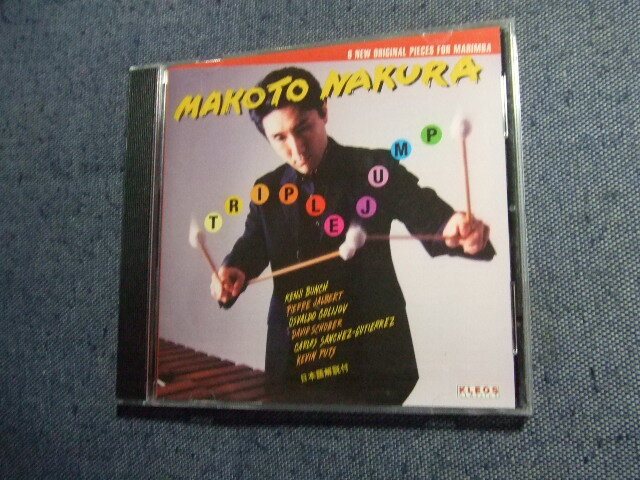 6 NEW ORIGINAL PIECES FOR MARIMBA
MAKOTO NAKURA
TRIPLE JUMP
KENJI BUNCH
PIERRE JALBERT
OSVALDO GOLIJOV
DAVID SCHOBER
CARLOS SANCHEZ-GUTIERREZ
KEVIN PUTS
日本語解説付
KLEOS